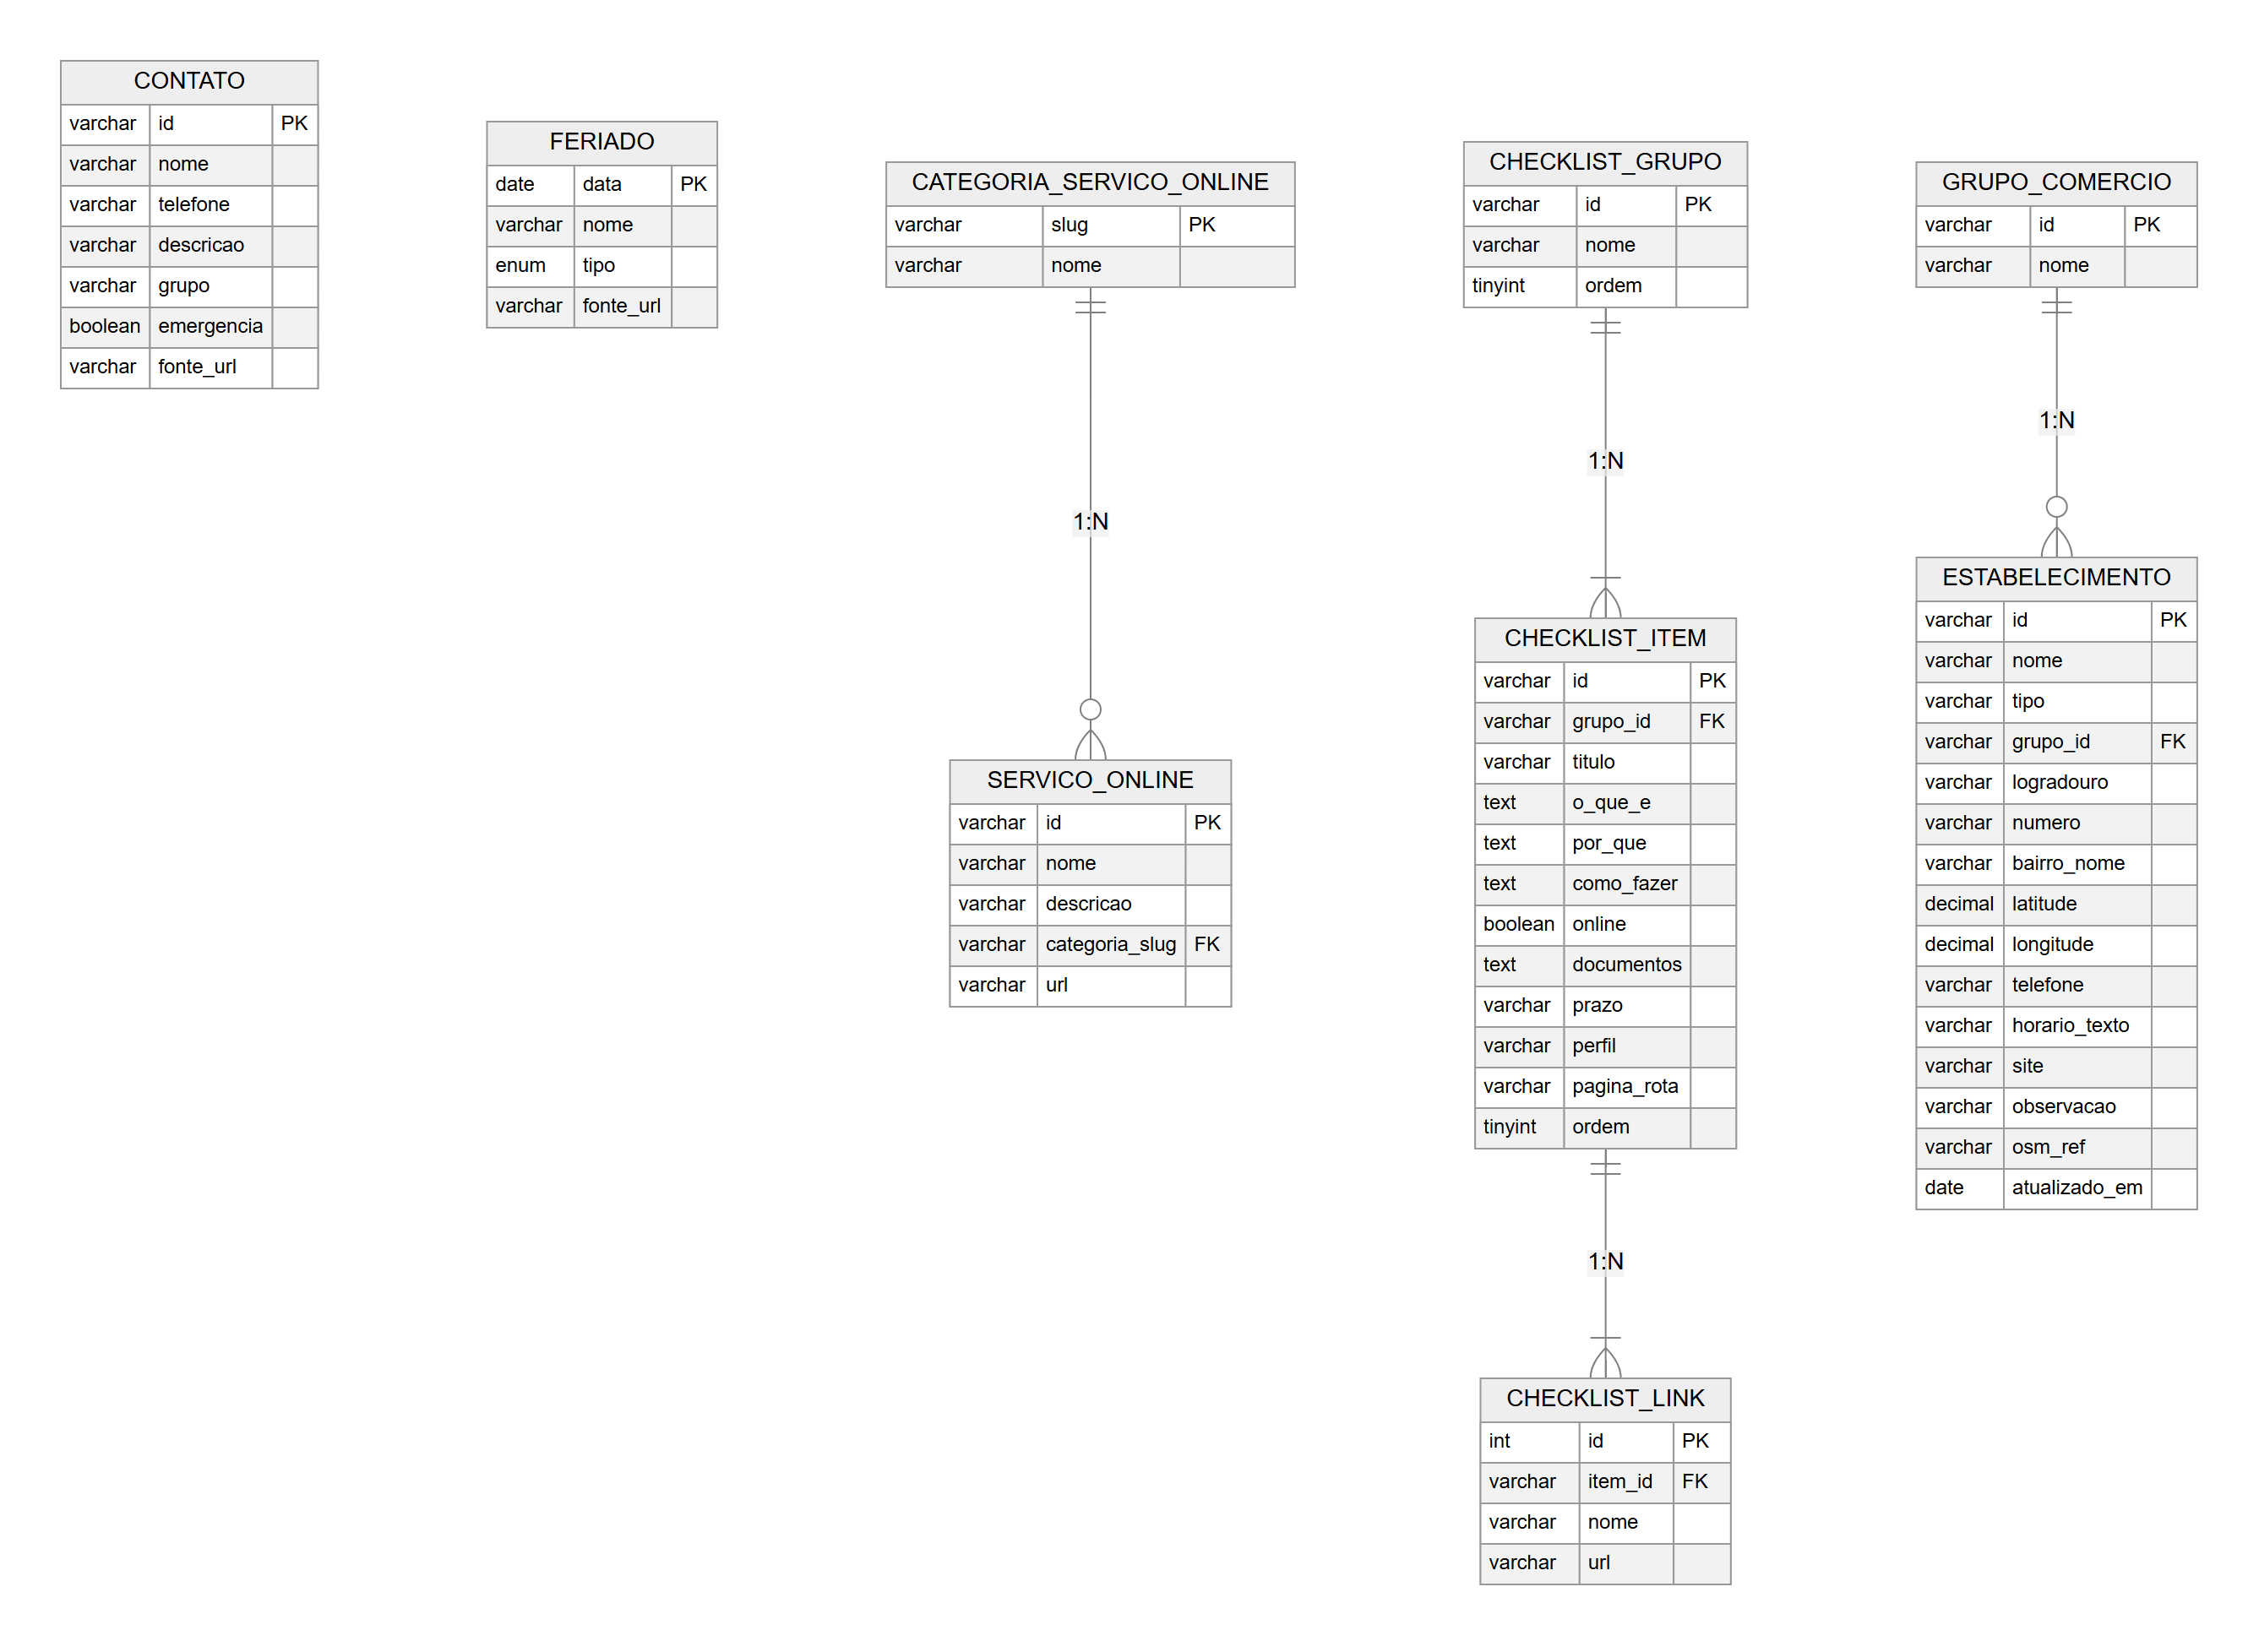 CONTATO
varchar id PK
varchar nome
varchar telefone
varchar descricao
varchar grupo
boolean emergencia
varchar fonte_url
FERIADO
date data PK
varchar nome
enum tipo
varchar fonte_url
CATEGORIA_SERVICO_ONLINE
varchar slug PK
varchar nome
1:N
SERVICO_ONLINE
varchar id PK
varchar nome
varchar descricao
varchar categoria_slug FK
varchar url
CHECKLIST_GRUPO
varchar id PK
varchar nome
tinyint ordem
1:N
CHECKLIST_ITEM
varchar id PK
varchar grupo_id FK
varchar titulo
text o_que_e
text por_que
text como_fazer
boolean online
text documentos
varchar prazo
varchar perfil
varchar pagina_rota
tinyint ordem
1:N
CHECKLIST_LINK
int id PK
varchar item_id FK
varchar nome
varchar url
GRUPO_COMERCIO
varchar id PK
varchar nome
1:N
ESTABELECIMENTO
varchar id PK
varchar nome
varchar tipo
varchar grupo_id FK
varchar logradouro
varchar numero
varchar bairro_nome
decimal latitude
decimal longitude
varchar telefone
varchar horario_texto
varchar site
varchar observacao
varchar osm_ref
date atualizado_em